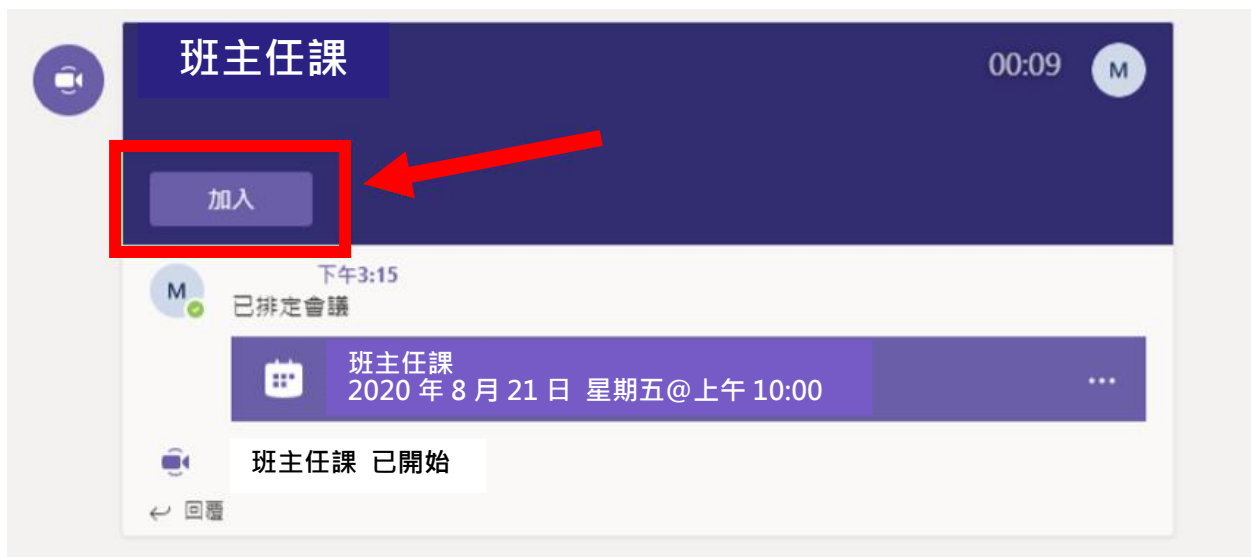 班主任課
00:09
M
加入
M
下午3:15
已排定會議
班主任課
2020 年 8 月 21 日 星期五@上午 10:00
班主任課 已開始
回覆